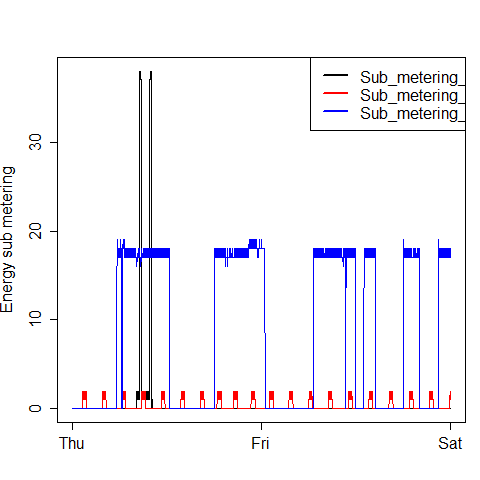 Sub_metering_
Sub_metering_
Sub_metering_
Energy sub metering
30
20
10
0
Thu Fri Sat